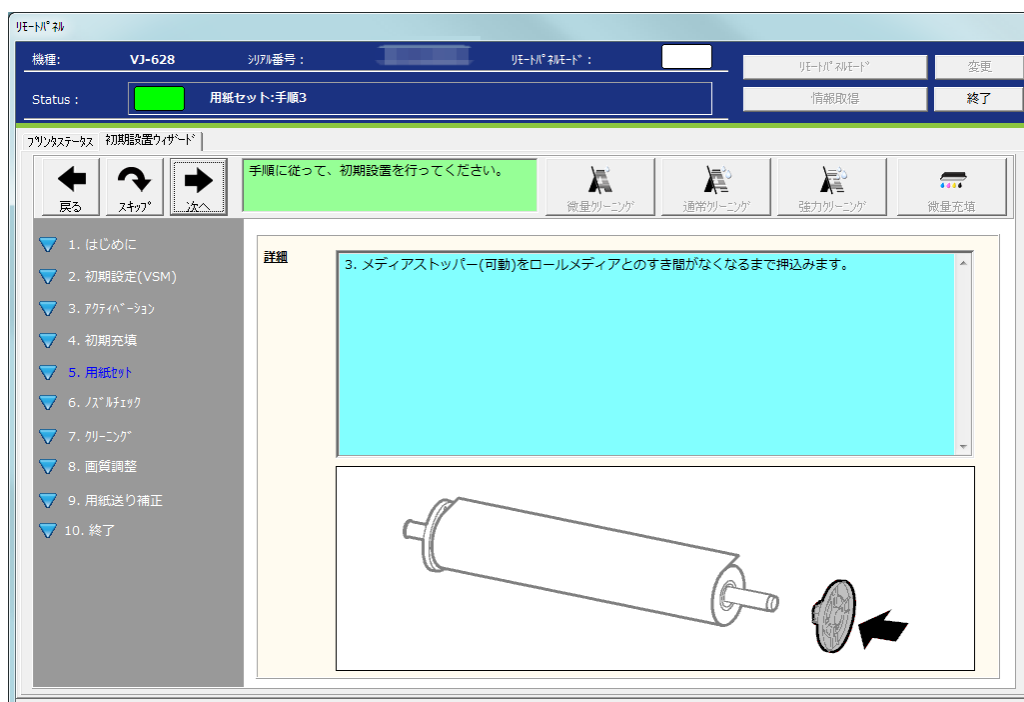 ﾘﾓｰﾄﾊﾟﾈﾙ
機種: VJ-628 ｼﾘｱﾙ番号： ﾘﾓｰﾄﾊﾟﾈﾙﾓｰﾄﾞ：
ﾘﾓｰﾄﾊﾟﾈﾙﾓｰﾄﾞ 変更
Status： 用紙セット:手順3
情報取得 終了
ﾌﾟﾘﾝﾀｽﾃｰﾀｽ 初期設置ｳｨｻﾞｰﾄﾞ
戻る ｽｷｯﾌﾟ 次へ
手順に従って、初期設置を行ってください。
微量ｸﾘｰﾆﾝｸﾞ 通常ｸﾘｰﾆﾝｸﾞ 強力ｸﾘｰﾆﾝｸﾞ 微量充填
1. はじめに
2. 初期設定(VSM)
3. ｱｸﾃｨﾍﾞｰｼｮﾝ
4. 初期充填
5. 用紙ｾｯﾄ
6. ﾉｽﾞﾙﾁｪｯｸ
7. ｸﾘｰﾆﾝｸﾞ
8. 画質調整
9. 用紙送り補正
10. 終了
詳細
3. メディアストッパー(可動)をロールメディアとのすき間がなくなるまで押込みます。